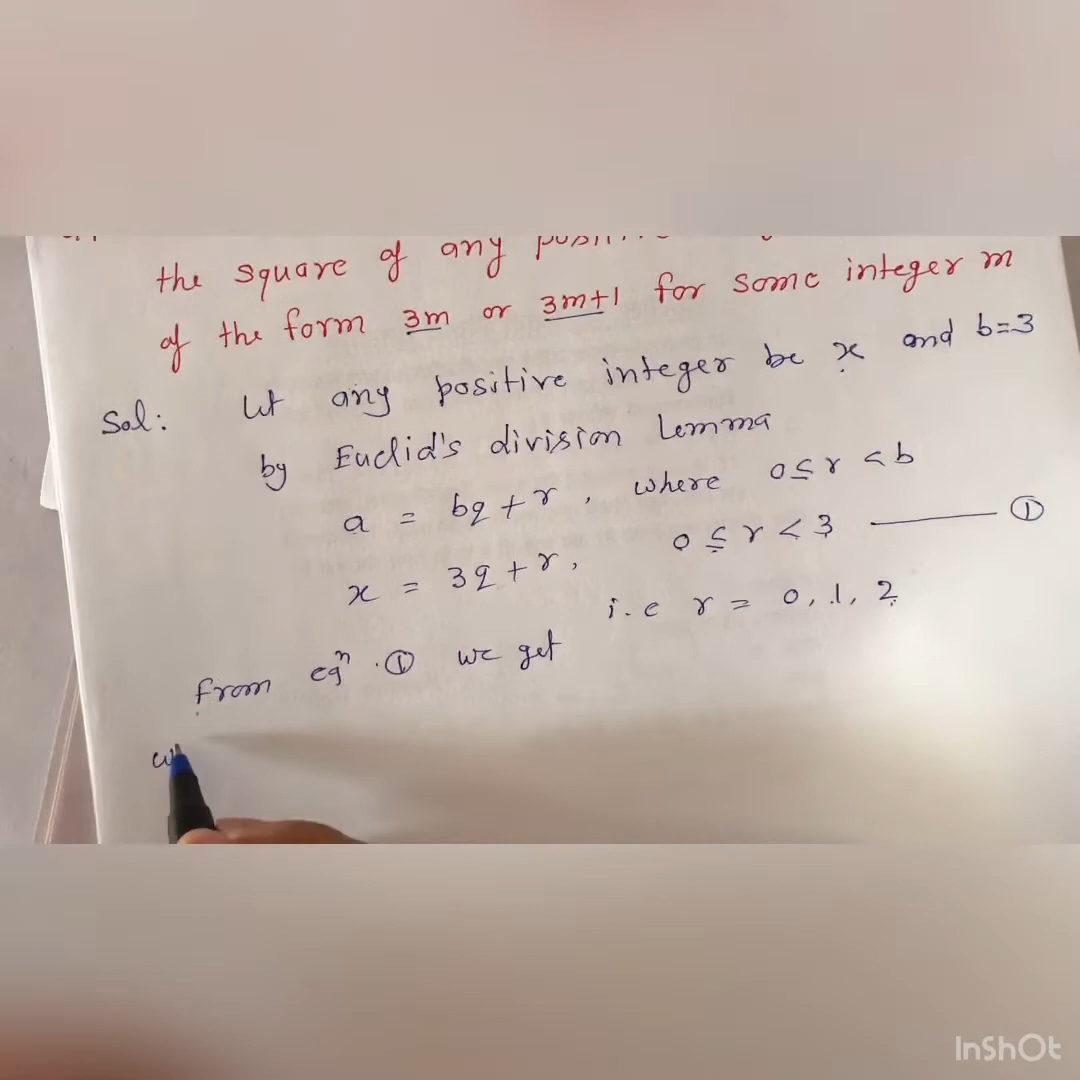 the square of any
of the form 3m or 3m+1 for some integer m
Sol: Let any positive integer be x and b=3
by Euclid's division Lemma
a = bq + r , where 0 ≤ r < b
x = 3q + r , 0 ≤ r < 3 —— ①
i.e r = 0, 1, 2
from eqⁿ . ① we get
w
InShOt